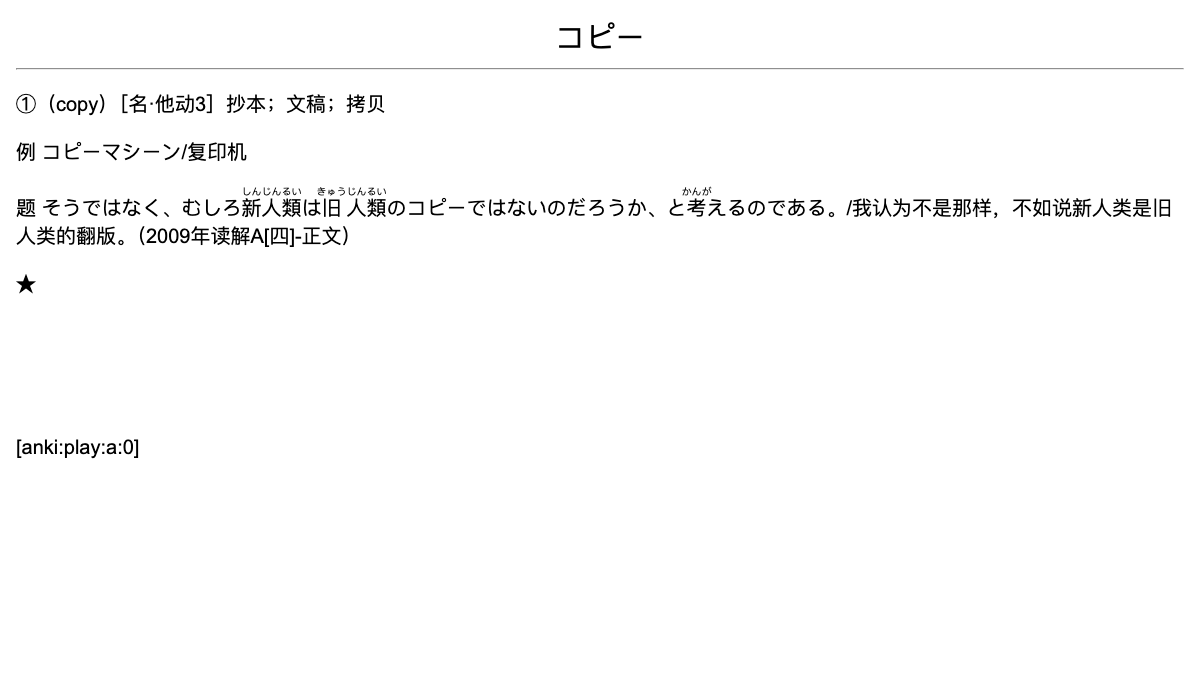 コピー
①（copy）［名·他动3］抄本；文稿；拷贝
例 コピーマシーン/复印机
しんじんるい きゅうじんるい かんが
题 そうではなく、むしろ新人類は旧人類のコピーではないのだろうか、と考えるのである。/我认为不是那样，不如说新人类是旧
人类的翻版。（2009年读解A[四]-正文）
★
[anki:play:a:0]